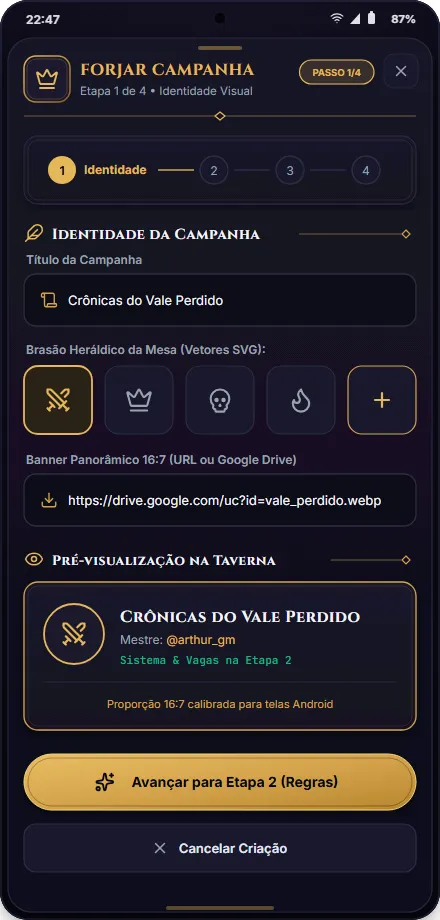 22:47
87%
FORJAR CAMPANHA
PASSO 1/4
Etapa 1 de 4 • Identidade Visual
1 Identidade 2 3 4
IDENTIDADE DA CAMPANHA
Título da Campanha
Crônicas do Vale Perdido
Brasão Heráldico da Mesa (Vetores SVG):
Banner Panorâmico 16:7 (URL ou Google Drive)
https://drive.google.com/uc?id=vale_perdido.webp
PRÉ-VISUALIZAÇÃO NA TAVERNA
CRÔNICAS DO VALE PERDIDO
Mestre: @arthur_gm
Sistema & Vagas na Etapa 2
Proporção 16:7 calibrada para telas Android
Avançar para Etapa 2 (Regras)
Cancelar Criação